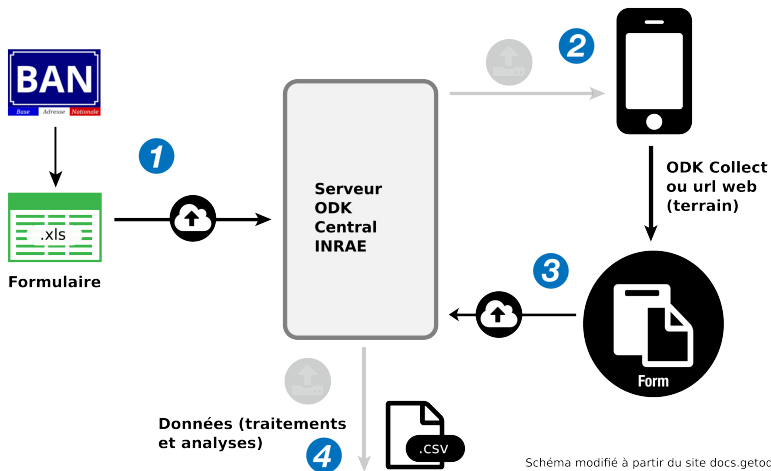 BAN
Base Adresse Nationale
1
.xls
Formulaire
Serveur
ODK
Central
INRAE
2
ODK Collect
ou url web
(terrain)
3
Form
Données (traitements
et analyses)
4
.csv
Schéma modifié à partir du site docs.getoc